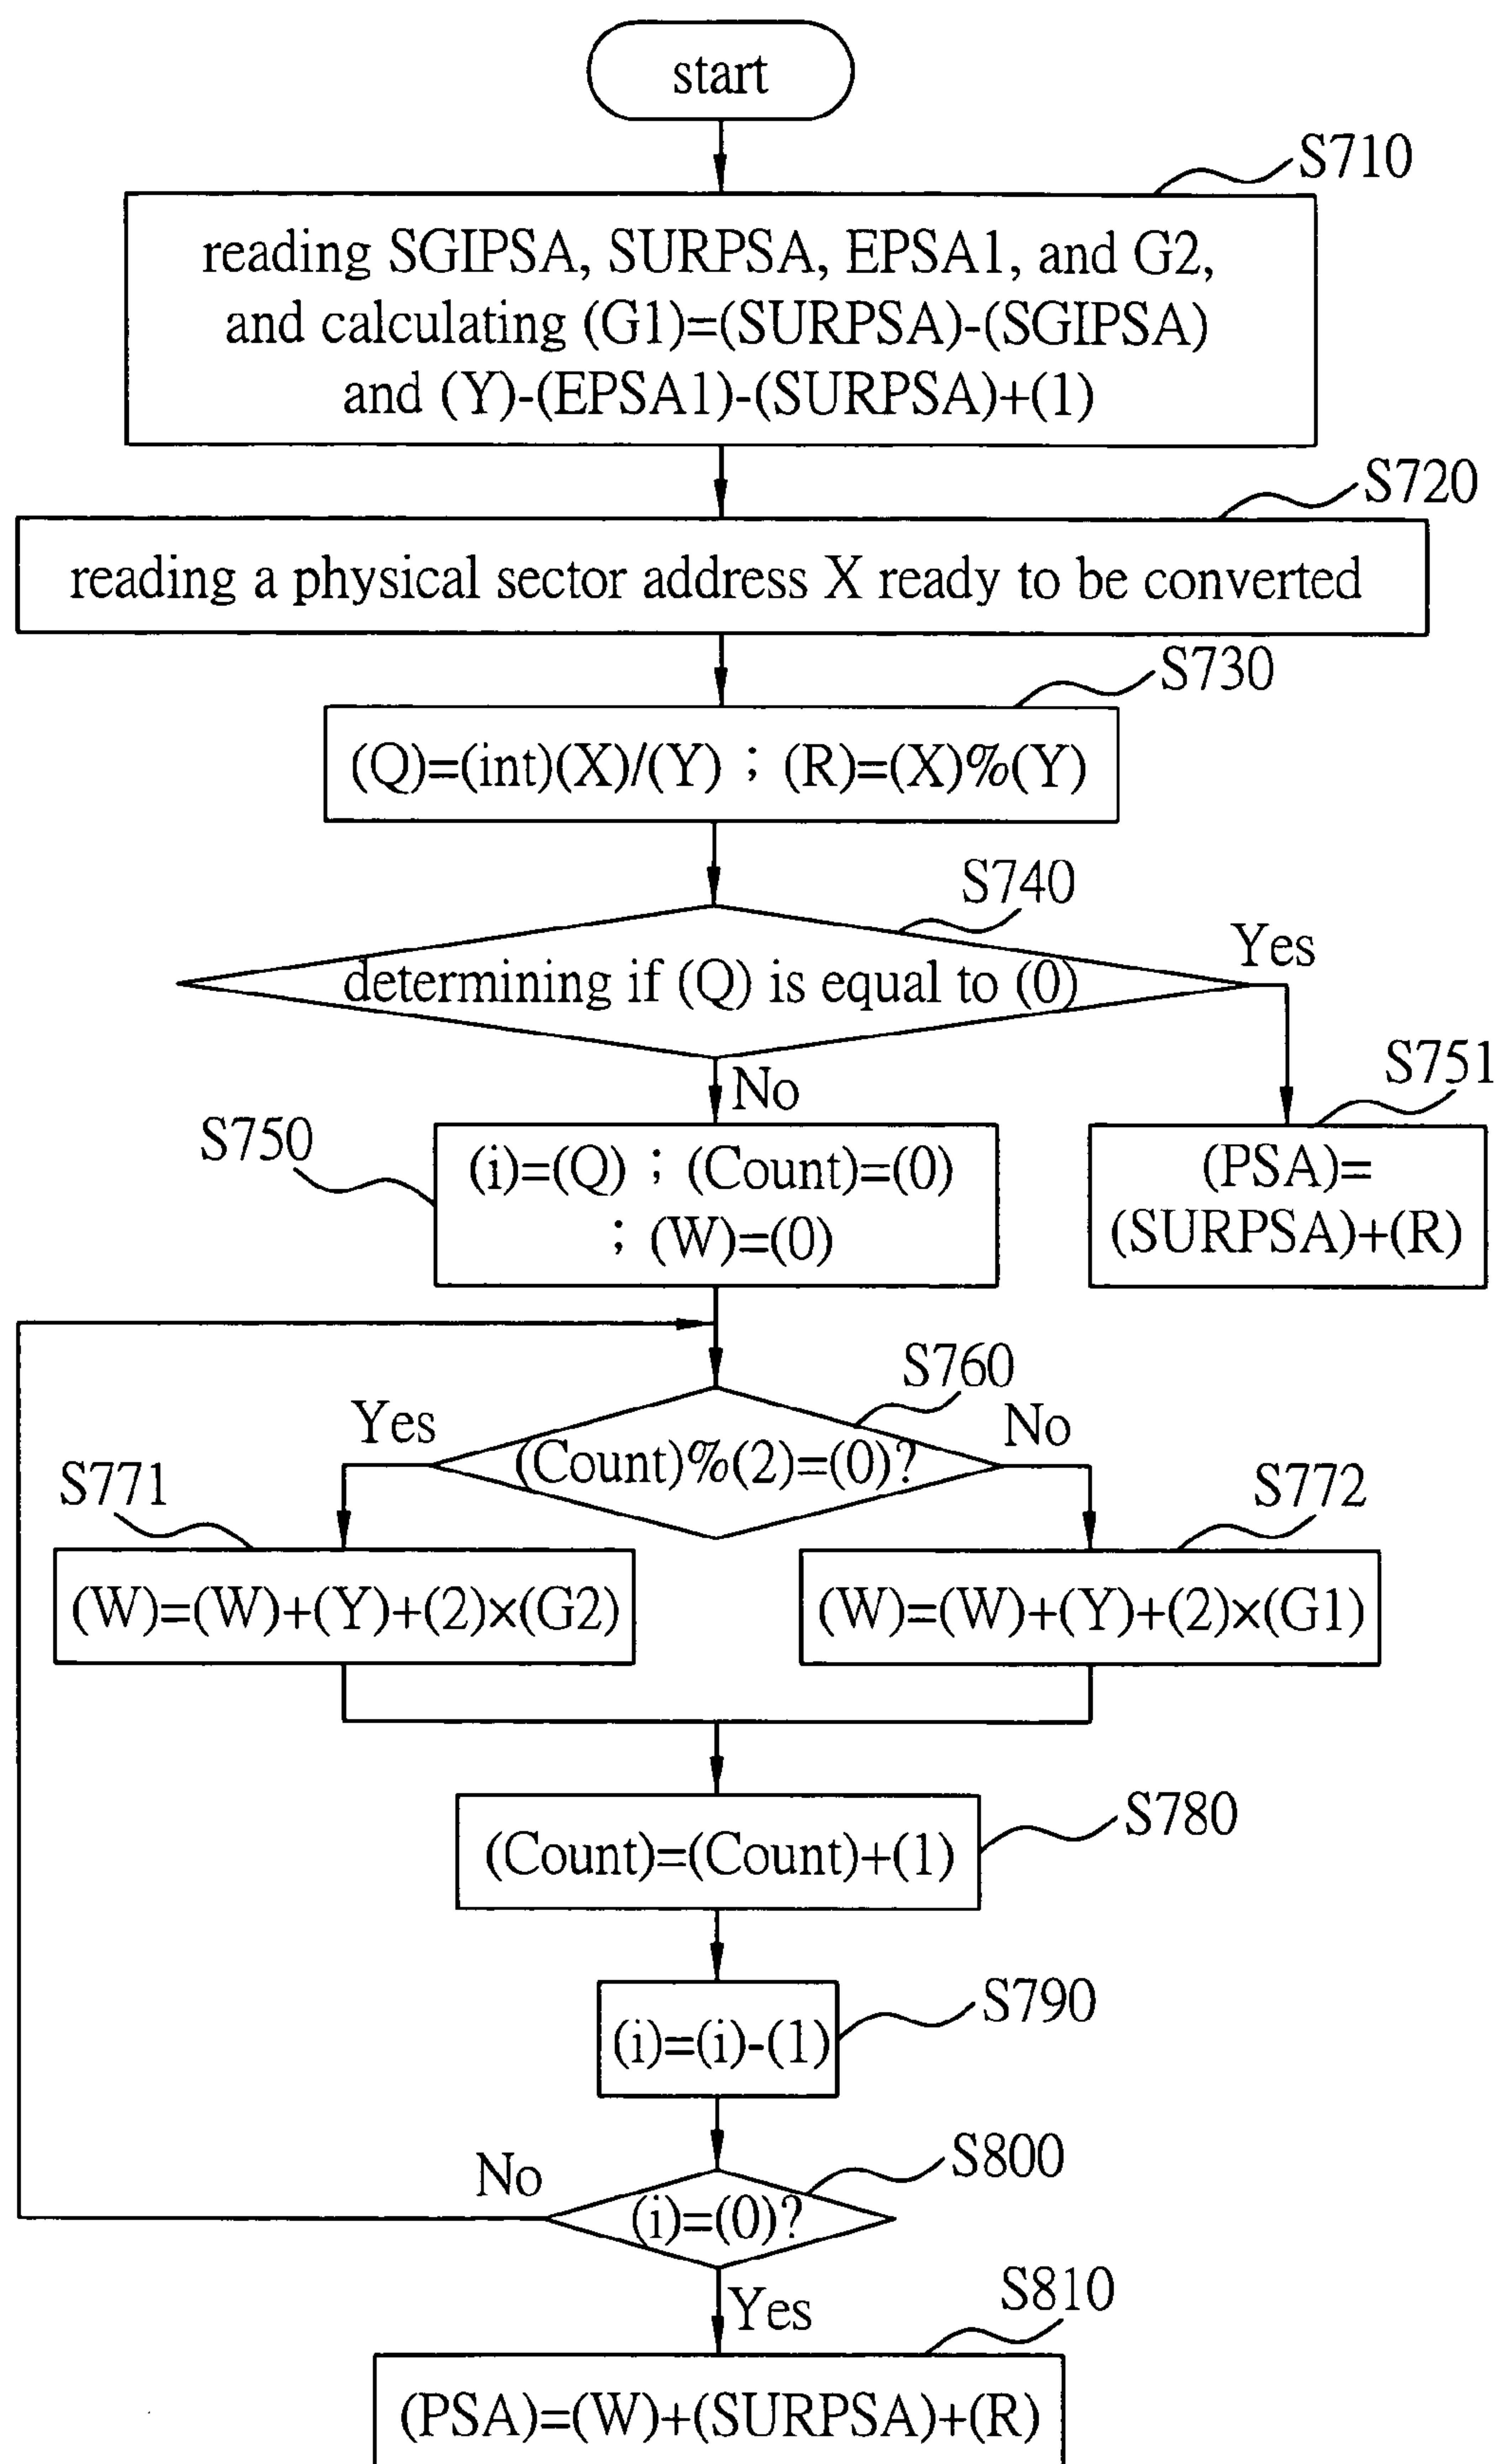 start
S710
reading SGIPSA, SURPSA, EPSA1, and G2,
and calculating (G1)=(SURPSA)-(SGIPSA)
and (Y)-(EPSA1)-(SURPSA)+(1)
S720
reading a physical sector address X ready to be converted
S730
(Q)=(int)(X)/(Y) ; (R)=(X)%(Y)
S740
determining if (Q) is equal to (0)
Yes
No
S751
(PSA)=
(SURPSA)+(R)
S750
(i)=(Q) ; (Count)=(0)
; (W)=(0)
S760
(Count)%(2)=(0)?
Yes
No
S771
(W)=(W)+(Y)+(2)×(G2)
S772
(W)=(W)+(Y)+(2)×(G1)
S780
(Count)=(Count)+(1)
S790
(i)=(i)-(1)
S800
(i)=(0)?
No
Yes
S810
(PSA)=(W)+(SURPSA)+(R)